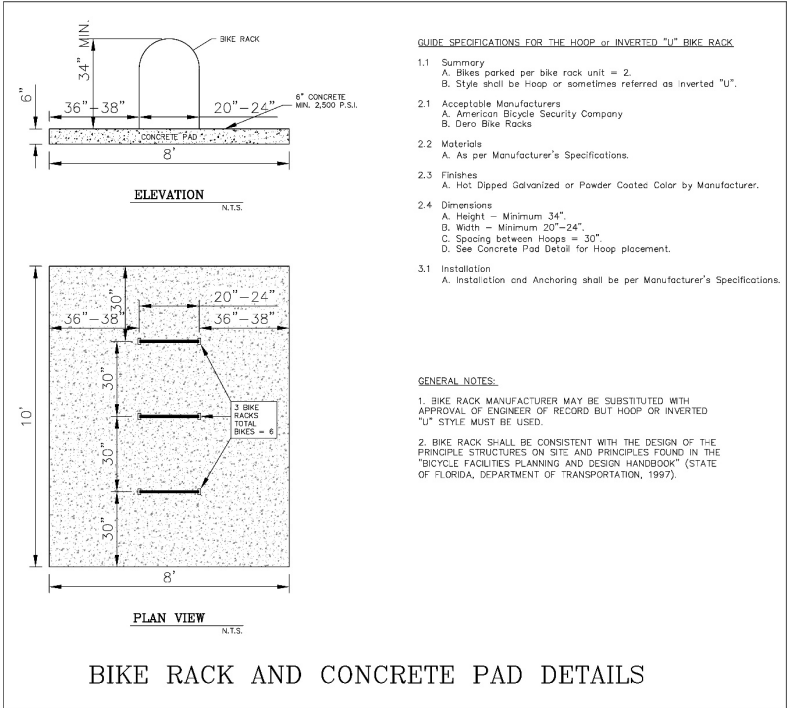 34" MIN.
BIKE RACK
6"
36"-38"
20"-24"
6" CONCRETE
MIN. 2,500 P.S.I.
CONCRETE PAD
8'
ELEVATION
N.T.S.
30"
20"-24"
36"-38"
36"-38"
30"
10'
3 BIKE
RACKS
TOTAL
BIKES = 6
30"
30"
8'
PLAN VIEW
N.T.S.
GUIDE SPECIFICATIONS FOR THE HOOP or INVERTED "U" BIKE RACK
1.1 Summary
A. Bikes parked per bike rack unit = 2.
B. Style shall be Hoop or sometimes referred as Inverted "U".
2.1 Acceptable Manufacturers
A. American Bicycle Security Company
B. Dero Bike Racks
2.2 Materials
A. As per Manufacturer's Specifications.
2.3 Finishes
A. Hot Dipped Galvanized or Powder Coated Color by Manufacturer.
2.4 Dimensions
A. Height – Minimum 34".
B. Width – Minimum 20"-24".
C. Spacing between Hoops = 30".
D. See Concrete Pad Detail for Hoop placement.
3.1 Installation
A. Installation and Anchoring shall be per Manufacturer's Specifications.
GENERAL NOTES:
1. BIKE RACK MANUFACTURER MAY BE SUBSTITUTED WITH
APPROVAL OF ENGINEER OF RECORD BUT HOOP OR INVERTED
"U" STYLE MUST BE USED.
2. BIKE RACK SHALL BE CONSISTENT WITH THE DESIGN OF THE
PRINCIPLE STRUCTURES ON SITE AND PRINCIPLES FOUND IN THE
"BICYCLE FACILITIES PLANNING AND DESIGN HANDBOOK" (STATE
OF FLORIDA, DEPARTMENT OF TRANSPORTATION, 1997).
BIKE RACK AND CONCRETE PAD DETAILS